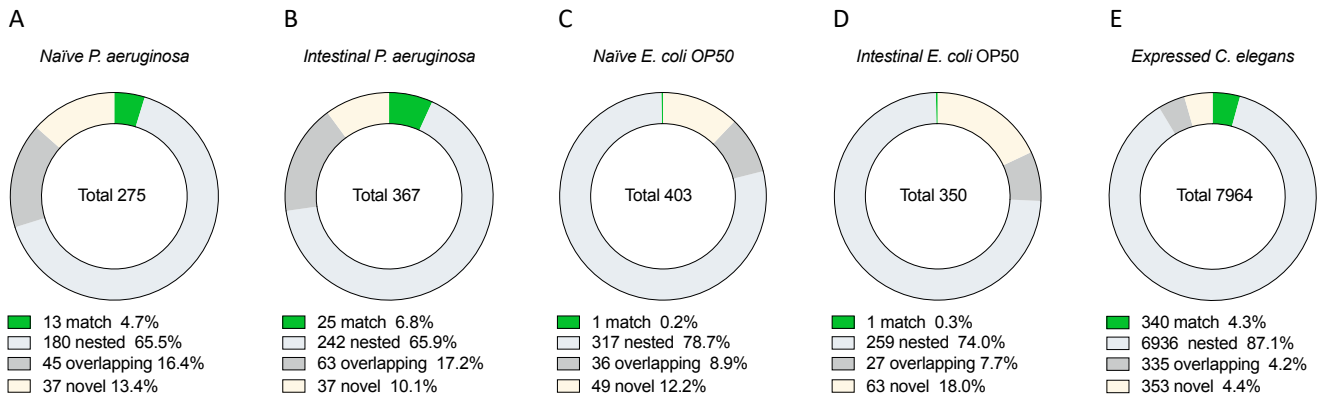 A
Naïve P. aeruginosa
Total 275
13 match 4.7%
180 nested 65.5%
45 overlapping 16.4%
37 novel 13.4%
B
Intestinal P. aeruginosa
Total 367
25 match 6.8%
242 nested 65.9%
63 overlapping 17.2%
37 novel 10.1%
C
Naïve E. coli OP50
Total 403
1 match 0.2%
317 nested 78.7%
36 overlapping 8.9%
49 novel 12.2%
D
Intestinal E. coli OP50
Total 350
1 match 0.3%
259 nested 74.0%
27 overlapping 7.7%
63 novel 18.0%
E
Expressed C. elegans
Total 7964
340 match 4.3%
6936 nested 87.1%
335 overlapping 4.2%
353 novel 4.4%